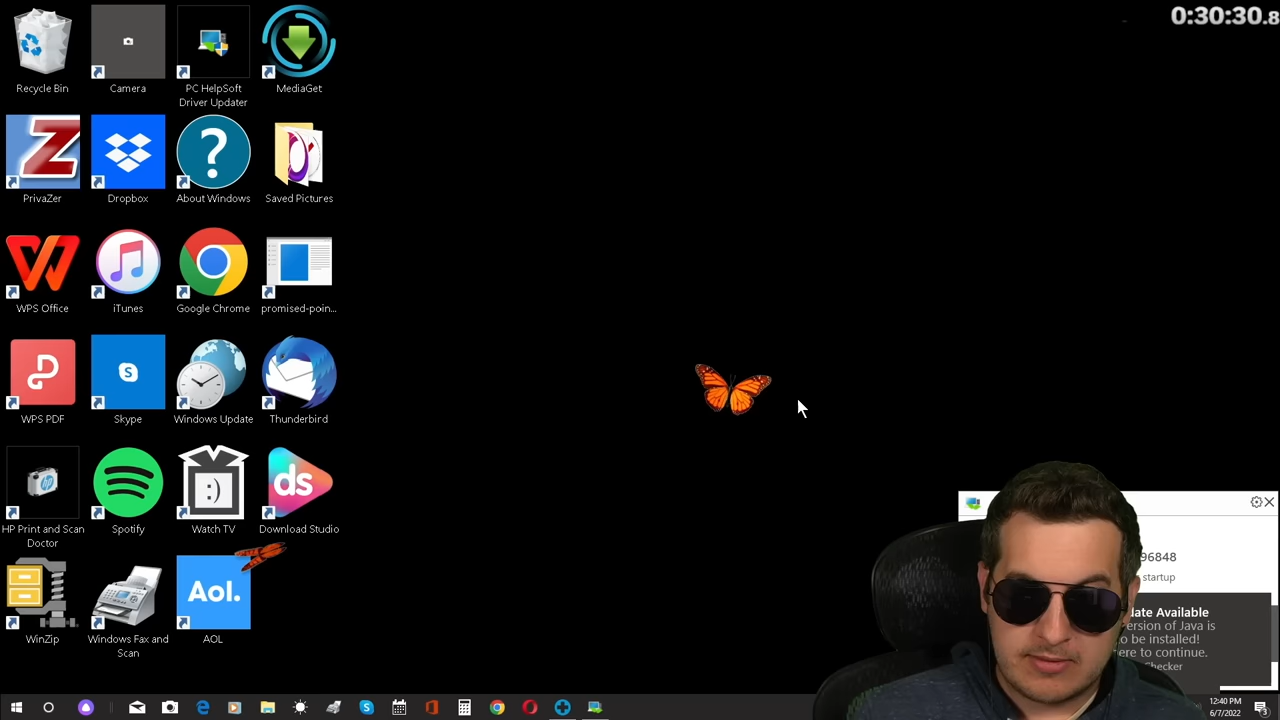 0:30:30.8
Recycle Bin
Camera
PC HelpSoft
Driver Updater
MediaGet
PrivaZer
Dropbox
About Windows
Saved Pictures
WPS Office
iTunes
Google Chrome
promised-poin...
WPS PDF
Skype
Windows Update
Thunderbird
HP Print and Scan
Doctor
Spotify
Watch TV
ds
Download Studio
Aol.
WinZip
Windows Fax and
Scan
AOL
96848
startup
Available
ersion of Java is
o be installed!
to continue.
Checker
12:40 PM
6/7/2022